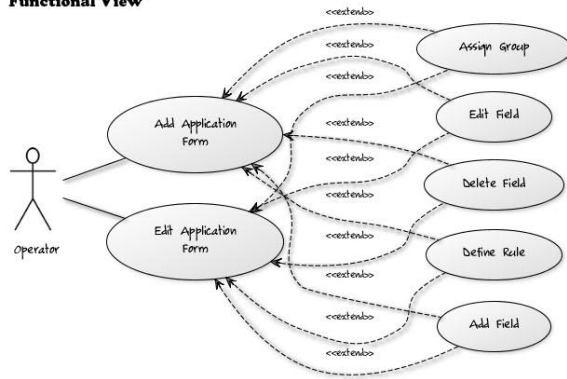 Functional View
<<extend>>
Assign Group
<<extend>>
<<extend>>
Edit Field
<<extend>>
Add Application
Form
<<extend>>
Delete Field
<<extend>>
<<extend>>
Operator
Edit Application
Form
Define Rule
<<extend>>
<<extend>>
Add Field
<<extend>>